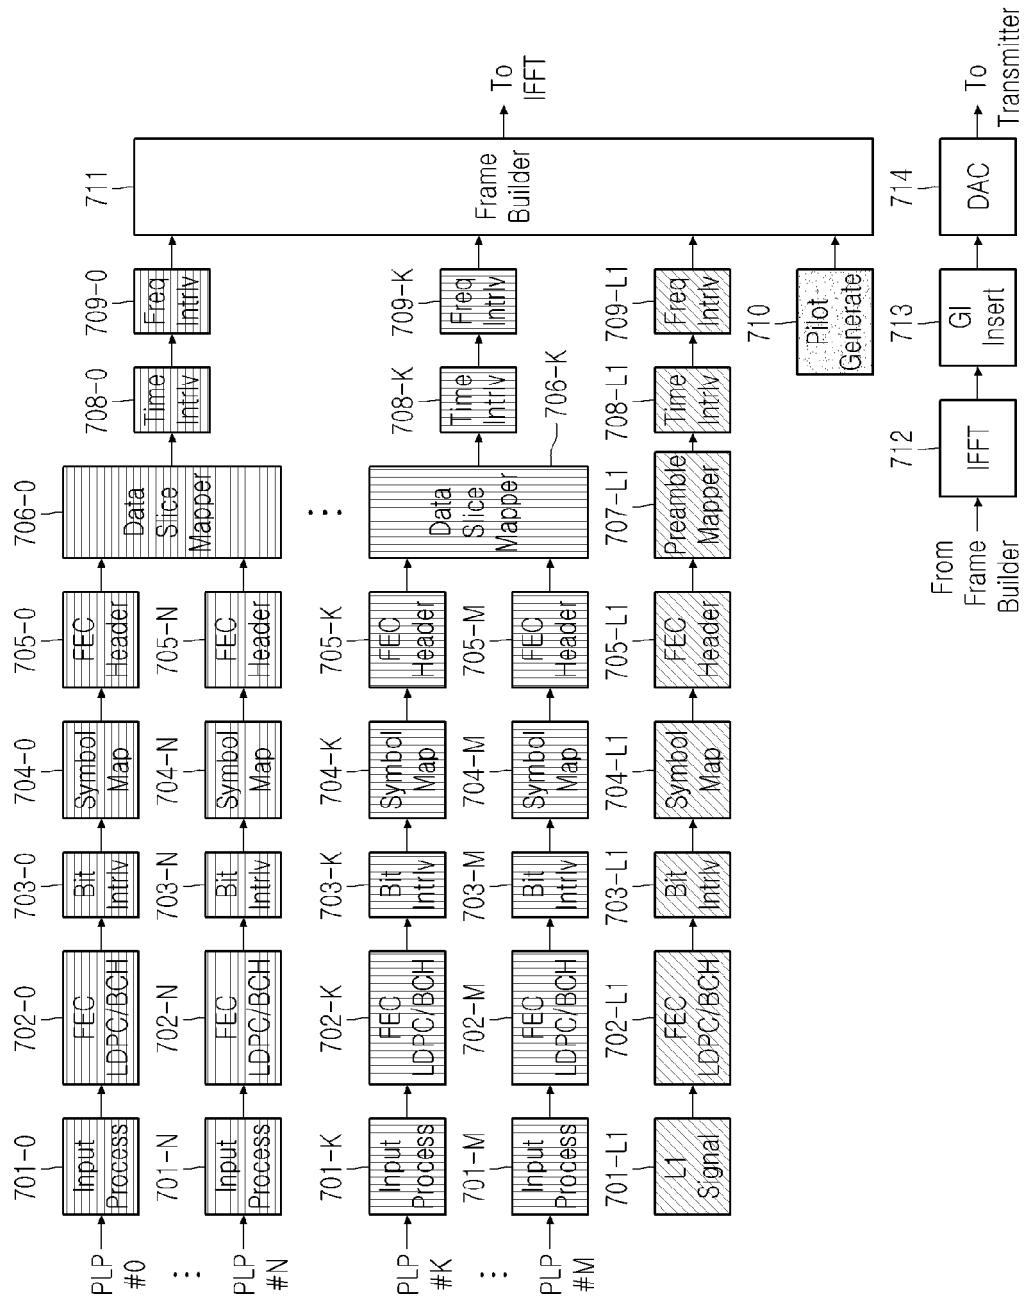 PLP
#0
701-0
Input
Process
702-0
FEC
LDPC/BCH
703-0
Bit
Intrlv
704-0
Symbol
Map
705-0
FEC
Header
706-0
Data
Slice
Mapper
708-0
Time
Intrlv
709-0
Freq
Intrlv
711
Frame
Builder
To
IFFT
PLP
#N
701-N
Input
Process
702-N
FEC
LDPC/BCH
703-N
Bit
Intrlv
704-N
Symbol
Map
705-N
FEC
Header
PLP
#K
701-K
Input
Process
702-K
FEC
LDPC/BCH
703-K
Bit
Intrlv
704-K
Symbol
Map
705-K
FEC
Header
706-K
Data
Slice
Mapper
708-K
Time
Intrlv
709-K
Freq
Intrlv
PLP
#M
701-M
Input
Process
702-M
FEC
LDPC/BCH
703-M
Bit
Intrlv
704-M
Symbol
Map
705-M
FEC
Header
701-L1
L1
Signal
702-L1
FEC
LDPC/BCH
703-L1
Bit
Intrlv
704-L1
Symbol
Map
705-L1
FEC
Header
707-L1
Preamble
Mapper
708-L1
Time
Intrlv
709-L1
Freq
Intrlv
710
Pilot
Generate
From
Frame
Builder
712
IFFT
713
GI
Insert
714
DAC
To
Transmitter